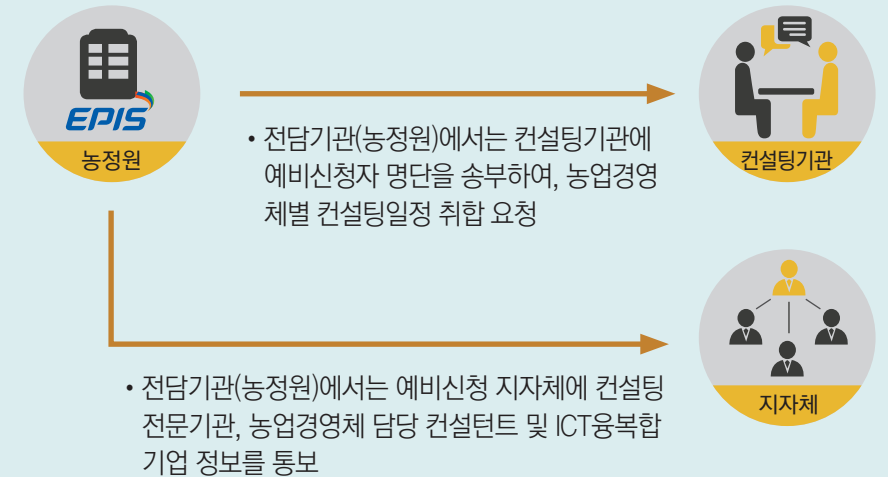 EPIS
농정원
컨설팅기관
• 전담기관(농정원)에서는 컨설팅기관에
예비신청자 명단을 송부하여, 농업경영
체별 컨설팅일정 취합 요청
지자체
• 전담기관(농정원)에서는 예비신청 지자체에 컨설팅
전문기관, 농업경영체 담당 컨설턴트 및 ICT융복합
기업 정보를 통보